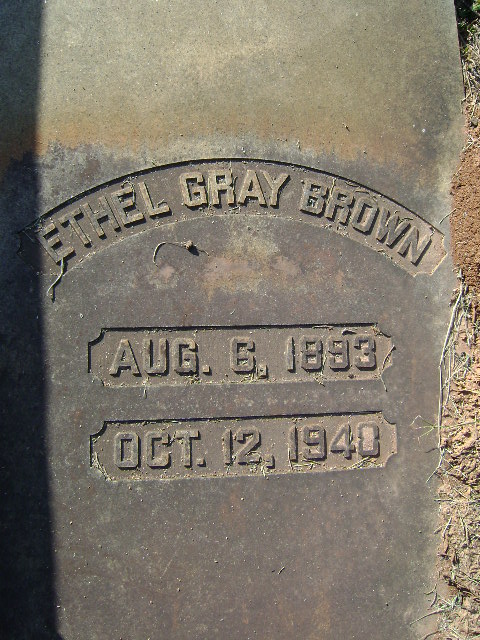 ETHEL GRAY BROWN
AUG. 6, 1893
OCT. 12, 1940